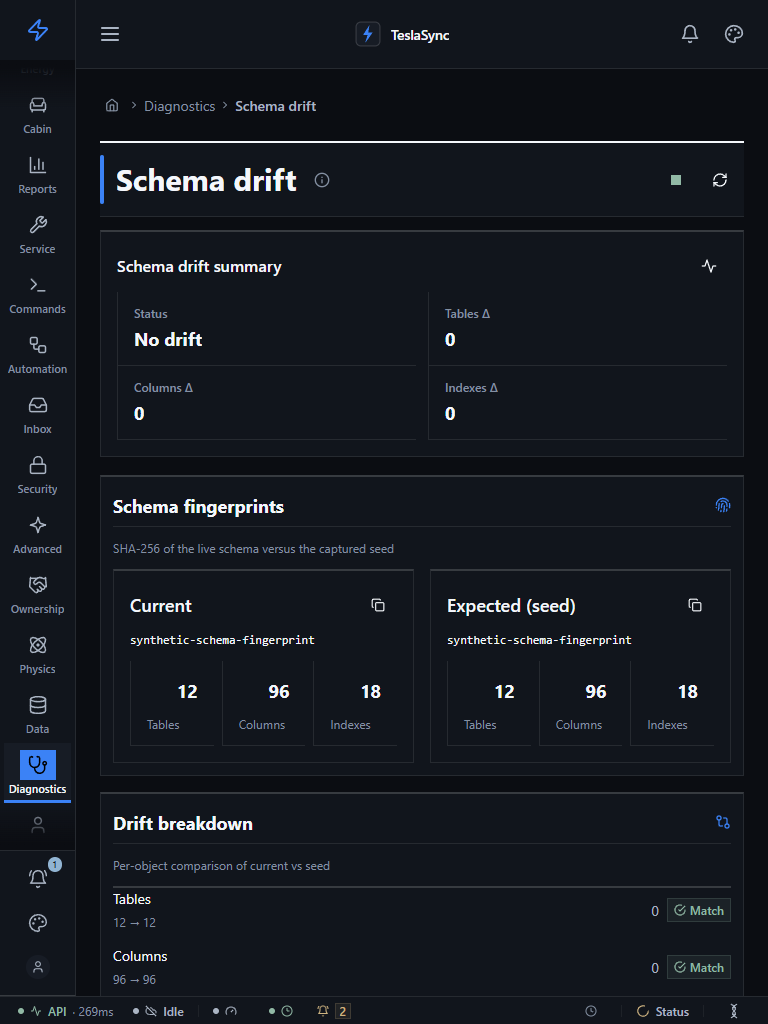 TeslaSync
Energy
Cabin
Reports
Service
Commands
Automation
Inbox
Security
Advanced
Ownership
Physics
Data
Diagnostics
1
Diagnostics > Schema drift
Schema drift
Schema drift summary
Status
No drift
Tables Δ
0
Columns Δ
0
Indexes Δ
0
Schema fingerprints
SHA-256 of the live schema versus the captured seed
Current
synthetic-schema-fingerprint
12 96 18
Tables Columns Indexes
Expected (seed)
synthetic-schema-fingerprint
12 96 18
Tables Columns Indexes
Drift breakdown
Per-object comparison of current vs seed
Tables
12 → 12
0 Match
Columns
96 → 96
0 Match
API · 269ms Idle 2 Status